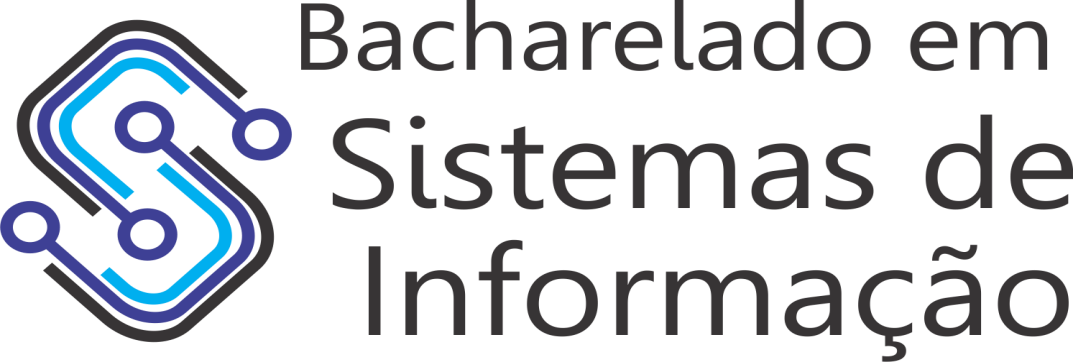 Bacharelado em
Sistemas de
Informação